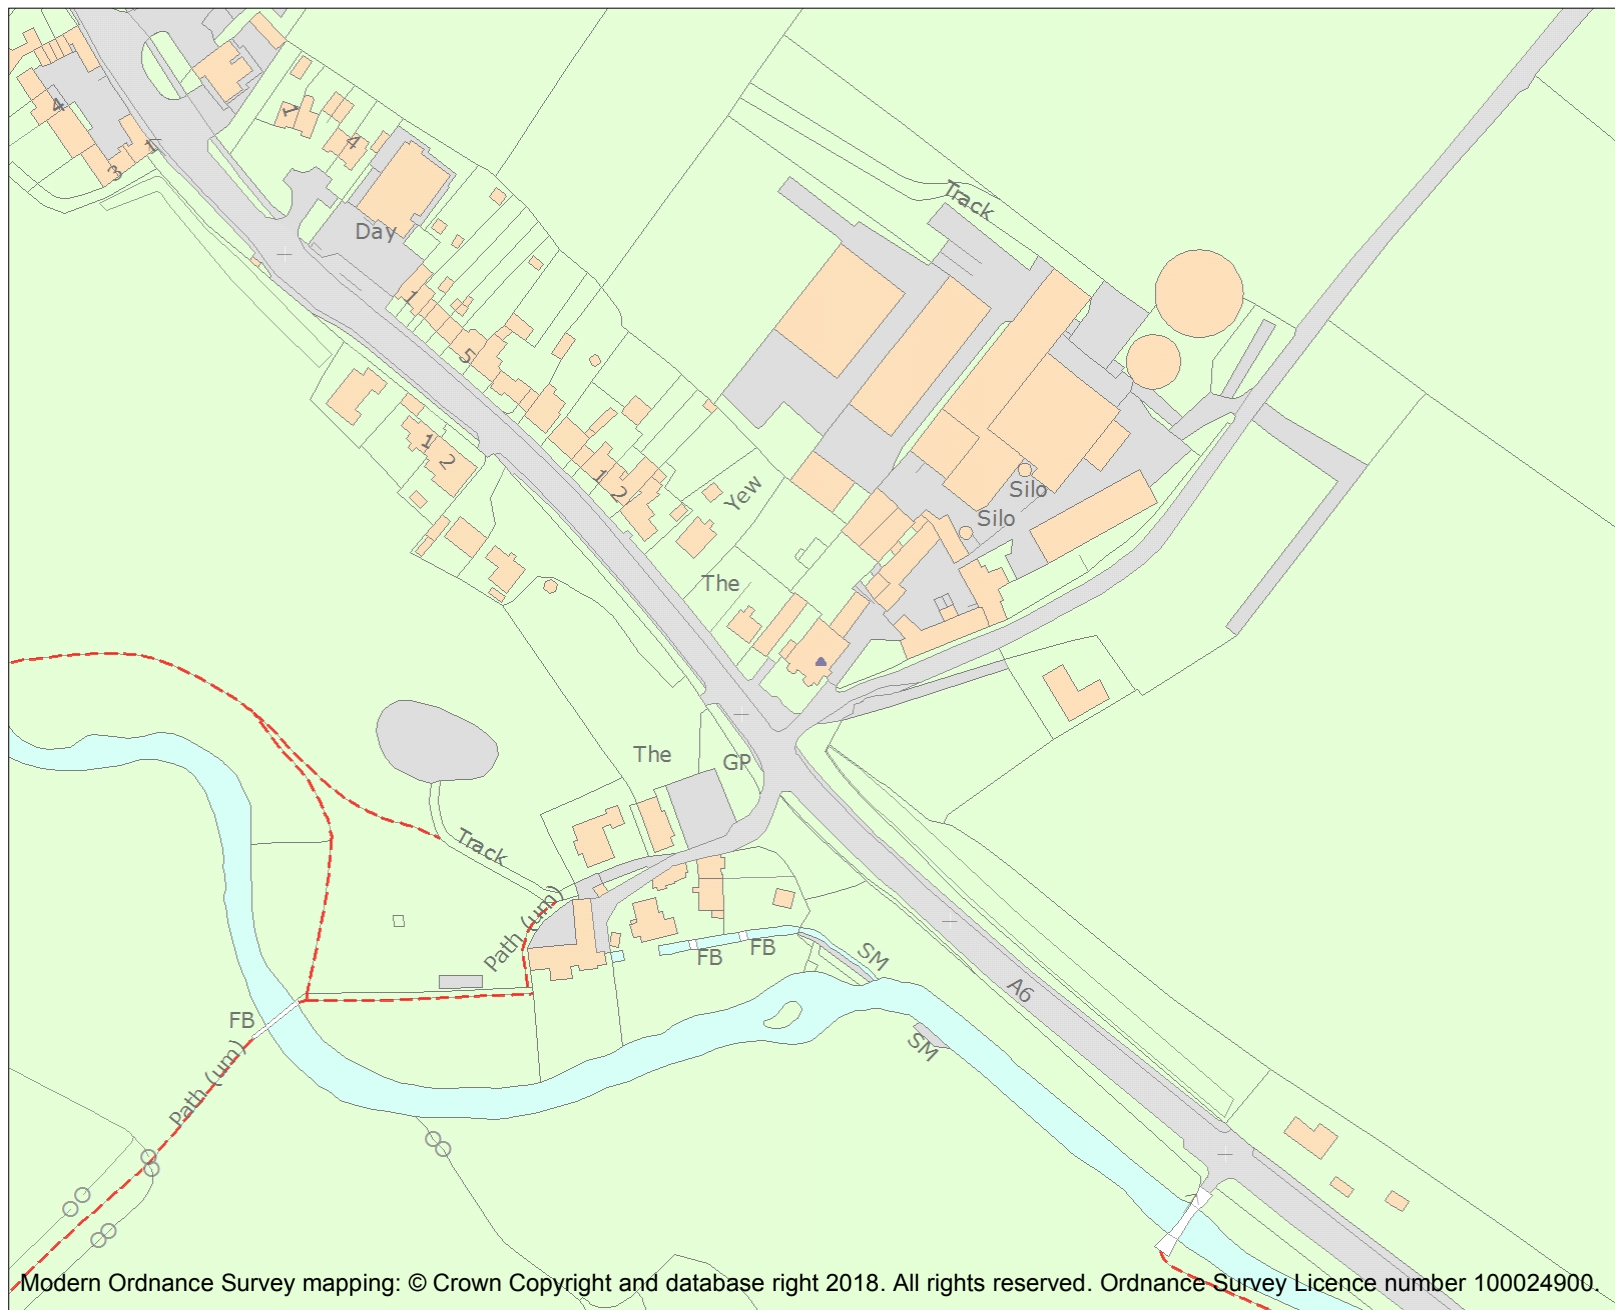 4
1
3
1
4
Day
1
5
1
2
1
2
Yew
The
Track
Silo
Silo
The
GP
Track
Path (um)
FB
FB
SM
A6
SM
FB
Path (um)
Modern Ordnance Survey mapping: © Crown Copyright and database right 2018. All rights reserved. Ordnance Survey Licence number 100024900.